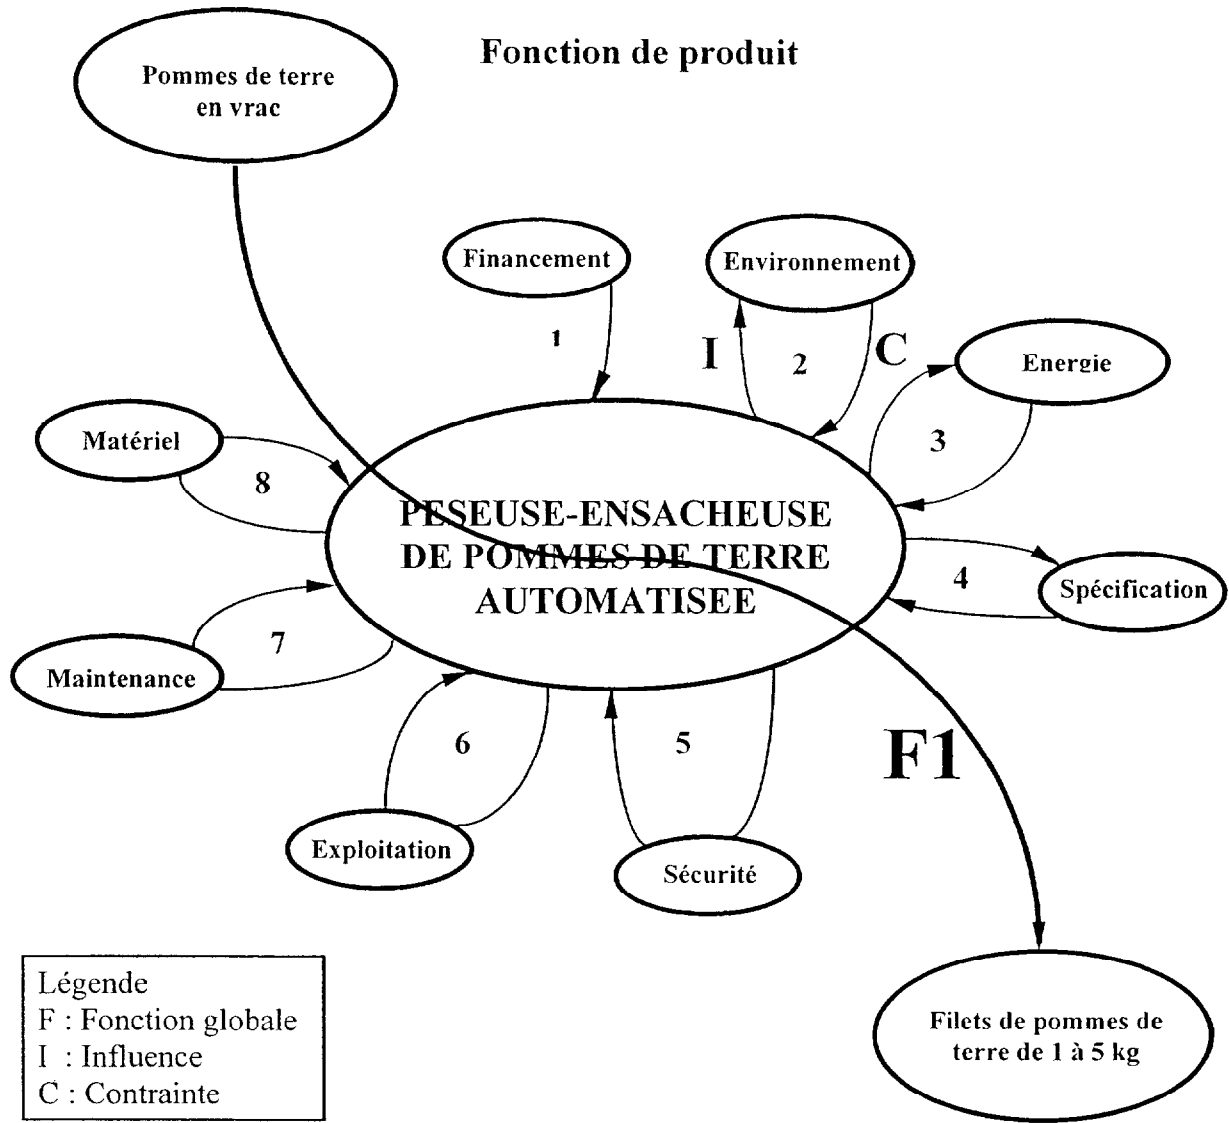 Fonction de produit
Pommes de terre
en vrac
Financement
Environnement
1
I
2
C
Energie
3
Matériel
8
PESEUSE-ENSACHEUSE
DE POMMES DE TERRE
AUTOMATISEE
4
Spécification
7
Maintenance
6
5
F1
Exploitation
Sécurité
Légende
F : Fonction globale
I : Influence
C : Contrainte
Filets de pommes de
terre de 1 à 5 kg